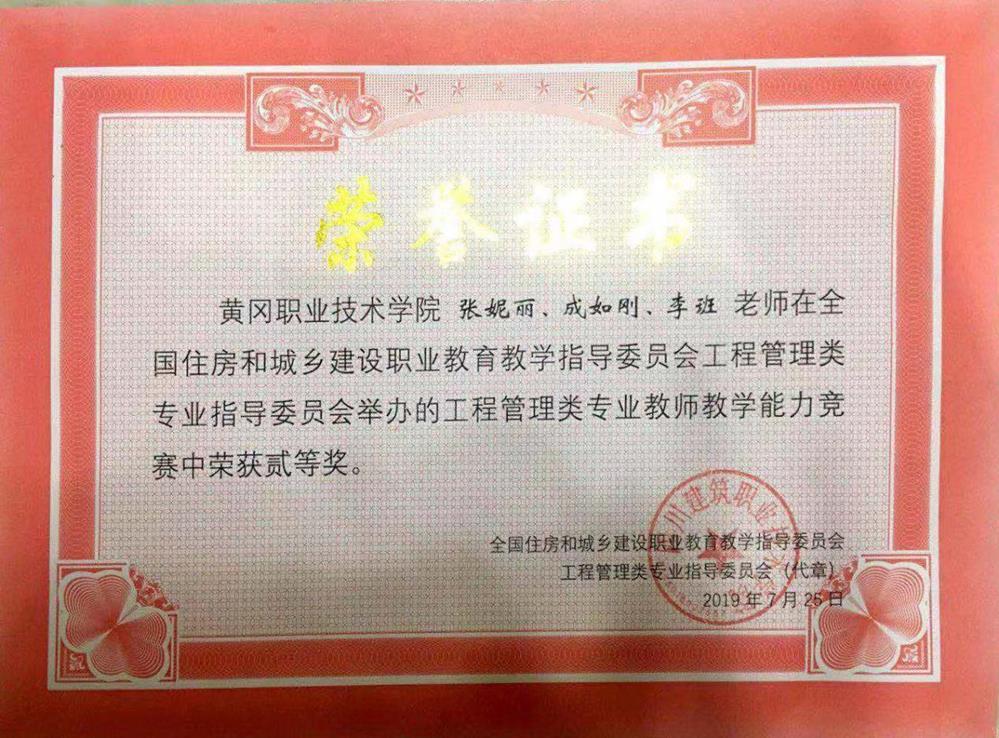 荣誉证书
黄冈职业技术学院 张妮丽、成如刚、李班 老师在全
国住房和城乡建设职业教育教学指导委员会工程管理类
专业指导委员会举办的工程管理类专业教师教学能力竞
赛中荣获贰等奖。
川建筑职业
全国住房和城乡建设职业教育教学指导委员会
工程管理类专业指导委员会（代章）
2019年7月25日